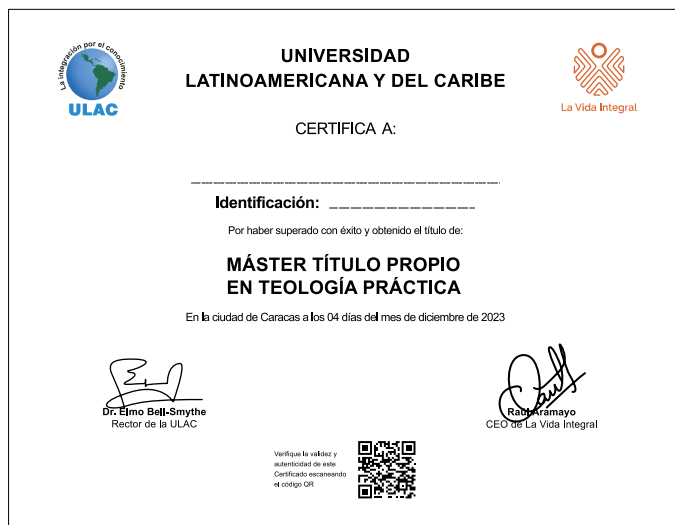 La integración por el conocimiento
ULAC
UNIVERSIDAD
LATINOAMERICANA Y DEL CARIBE
La Vida Integral
CERTIFICA A:
Identificación:
Por haber superado con éxito y obtenido el título de:
MÁSTER TÍTULO PROPIO
EN TEOLOGÍA PRÁCTICA
En la ciudad de Caracas a los 04 días del mes de diciembre de 2023
Dr. Elmo Bell-Smythe
Rector de la ULAC
Raúl Aramayo
CEO de La Vida Integral
Verifique la validez y
autenticidad de este
Certificado escaneando
el código QR